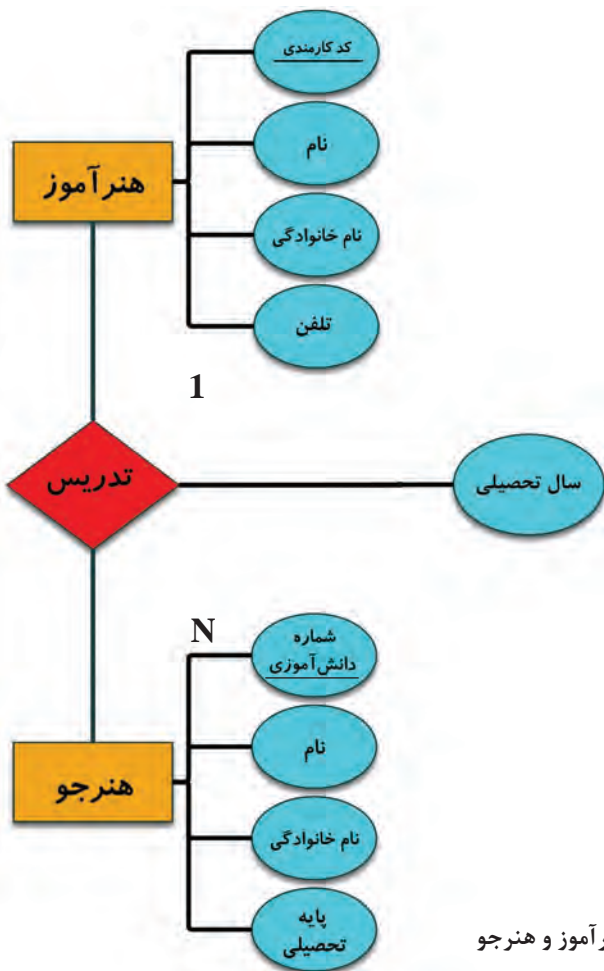 کد کارمندی
نام
هنرآموز
نام خانوادگی
تلفن
1
تدریس
سال تحصیلی
N
شماره
دانش‌آموزی
نام
هنرجو
نام خانوادگی
پایه
تحصیلی
و هنرجو